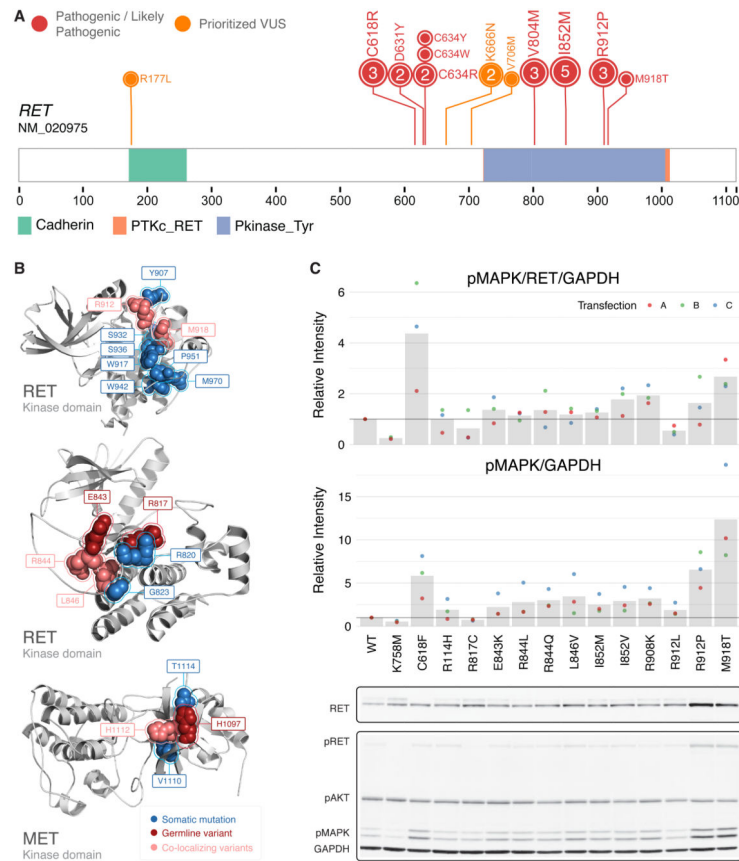 A
Pathogenic / Likely
Pathogenic
Prioritized VUS
R177L
C618R
D631Y
C634Y
C634W
C634R
K666N
V706M
V804M
I852M
R912P
M918T
3
2
2
2
3
5
3
RET
NM_020975
0 100 200 300 400 500 600 700 800 900 1000 1100
Cadherin PTKc_RET Pkinase_Tyr
B
Y907
R912
S932
M918
S936
P951
W917
W942
M970
RET
Kinase domain
E843
R817
R844
R820
L846
G823
RET
Kinase domain
T1114
H1112
H1097
V1110
MET
Kinase domain
Somatic mutation
Germline variant
Co-localizing variants
C
pMAPK/RET/GAPDH
Transfection A B C
Relative Intensity
6
4
2
0
pMAPK/GAPDH
Relative Intensity
15
10
5
0
WT K758M C618F R114H R817C E843K R844L R844Q L846V I852M I852V R908K R912L R912P M918T
RET
pRET
pAKT
pMAPK
GAPDH